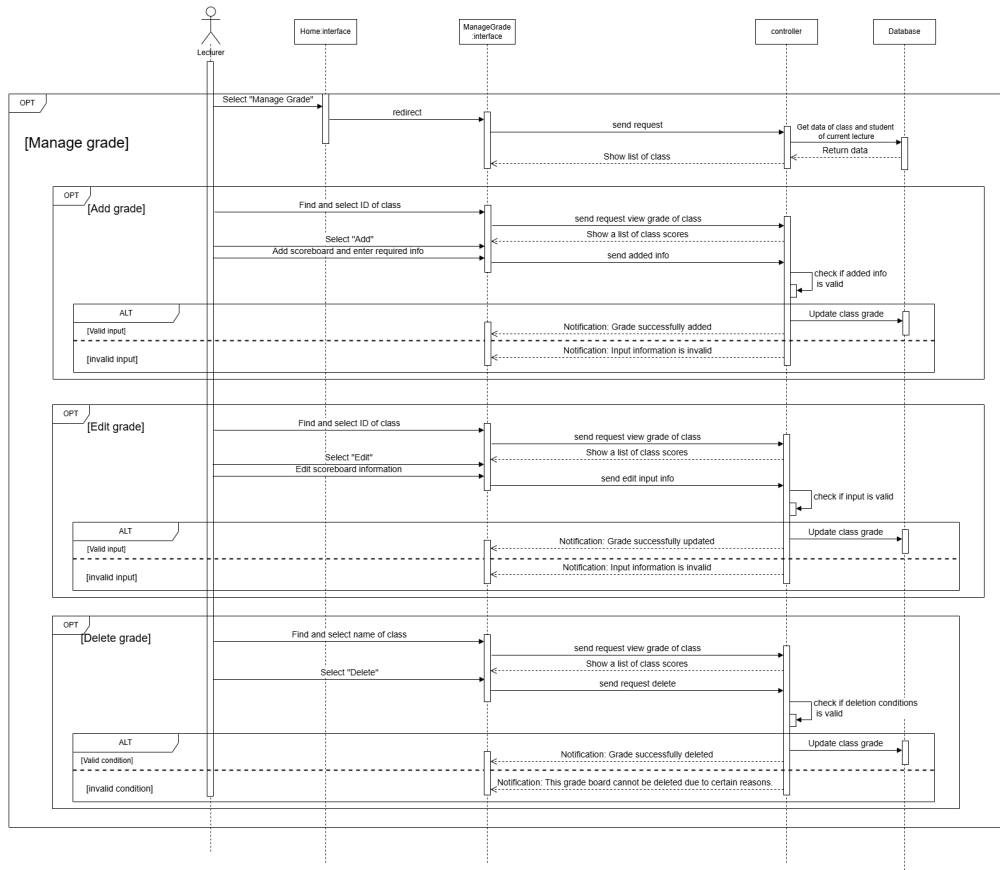 Lecturer
Home:interface
ManageGrade
:interface
controller
Database
OPT
[Manage grade]
Select "Manage Grade"
redirect
send request
Get data of class and student
of current lecture
Return data
Show list of class
OPT
[Add grade]
Find and select ID of class
send request view grade of class
Show a list of class scores
Select "Add"
Add scoreboard and enter required info
send added info
check if added info
is valid
ALT
[Valid input]
Update class grade
Notification: Grade successfully added
[invalid input]
Notification: Input information is invalid
OPT
[Edit grade]
Find and select ID of class
send request view grade of class
Show a list of class scores
Select "Edit"
Edit scoreboard information
send edit input info
check if input is valid
ALT
[Valid input]
Update class grade
Notification: Grade successfully updated
[invalid input]
Notification: Input information is invalid
OPT
[Delete grade]
Find and select name of class
send request view grade of class
Show a list of class scores
Select "Delete"
send request delete
check if deletion conditions
is valid
ALT
[Valid condition]
Update class grade
Notification: Grade successfully deleted
[invalid condition]
Notification: This grade board cannot be deleted due to certain reasons.